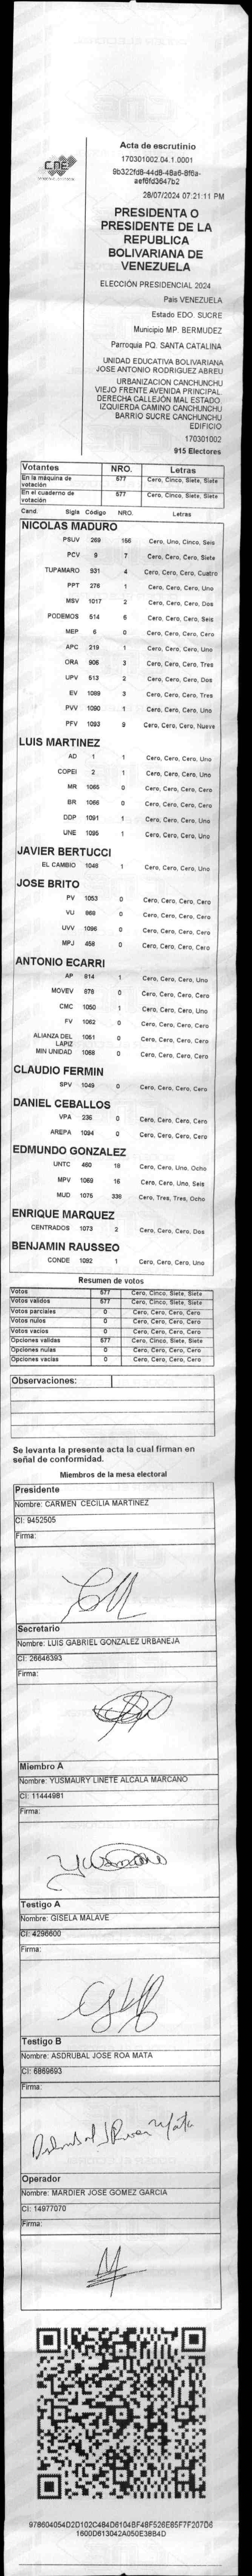 CNE
Acta de escrutinio
170301002.04.1.0001
9b322fd8-44d8-48a6-8f6a-
aef6fd3647b2
28/07/2024 07:21:11 PM
PRESIDENTA O
PRESIDENTE DE LA
REPUBLICA
BOLIVARIANA DE
VENEZUELA
ELECCIÓN PRESIDENCIAL 2024
País VENEZUELA
Estado EDO. SUCRE
Municipio MP. BERMUDEZ
Parroquia PQ. SANTA CATALINA
UNIDAD EDUCATIVA BOLIVARIANA
JOSE ANTONIO RODRIGUEZ ABREU
URBANIZACION CANCHUNCHU
VIEJO FRENTE AVENIDA PRINCIPAL.
DERECHA CALLEJÓN MAL ESTADO.
IZQUIERDA CAMINO CANCHUNCHU
BARRIO SUCRE CANCHUNCHU
EDIFICIO
170301002
915 Electores
Votantes NRO. Letras
En la máquina de votación 577 Cero, Cinco, Siete, Siete
En el cuaderno de votación 577 Cero, Cinco, Siete, Siete
Cand. Sigla Código NRO. Letras
NICOLAS MADURO
PSUV 269 156 Cero, Uno, Cinco, Seis
PCV 9 7 Cero, Cero, Cero, Siete
TUPAMARO 931 4 Cero, Cero, Cero, Cuatro
PPT 276 1 Cero, Cero, Cero, Uno
MSV 1017 2 Cero, Cero, Cero, Dos
PODEMOS 514 6 Cero, Cero, Cero, Seis
MEP 6 0 Cero, Cero, Cero, Cero
APC 219 1 Cero, Cero, Cero, Uno
ORA 906 3 Cero, Cero, Cero, Tres
UPV 613 2 Cero, Cero, Cero, Dos
EV 1089 3 Cero, Cero, Cero, Tres
PVV 1090 1 Cero, Cero, Cero, Uno
PFV 1093 9 Cero, Cero, Cero, Nueve
LUIS MARTINEZ
AD 1 1 Cero, Cero, Cero, Uno
COPEI 2 1 Cero, Cero, Cero, Uno
MR 1065 0 Cero, Cero, Cero, Cero
BR 1066 0 Cero, Cero, Cero, Cero
DDP 1091 1 Cero, Cero, Cero, Uno
UNE 1095 1 Cero, Cero, Cero, Uno
JAVIER BERTUCCI
EL CAMBIO 1046 1 Cero, Cero, Cero, Uno
JOSE BRITO
PV 1053 0 Cero, Cero, Cero, Cero
VU 968 0 Cero, Cero, Cero, Cero
UVV 1096 0 Cero, Cero, Cero, Cero
MPJ 458 0 Cero, Cero, Cero, Cero
ANTONIO ECARRI
AP 814 1 Cero, Cero, Cero, Uno
MOVEV 878 0 Cero, Cero, Cero, Cero
CMC 1050 1 Cero, Cero, Cero, Uno
FV 1062 0 Cero, Cero, Cero, Cero
ALIANZA DEL LAPIZ 1061 0 Cero, Cero, Cero, Cero
MIN UNIDAD 1068 0 Cero, Cero, Cero, Cero
CLAUDIO FERMIN
SPV 1049 0 Cero, Cero, Cero, Cero
DANIEL CEBALLOS
VPA 236 0 Cero, Cero, Cero, Cero
AREPA 1094 0 Cero, Cero, Cero, Cero
EDMUNDO GONZALEZ
UNTC 460 18 Cero, Cero, Uno, Ocho
MPV 1069 16 Cero, Cero, Uno, Seis
MUD 1075 338 Cero, Tres, Tres, Ocho
ENRIQUE MARQUEZ
CENTRADOS 1073 2 Cero, Cero, Cero, Dos
BENJAMIN RAUSSEO
CONDE 1092 1 Cero, Cero, Cero, Uno
Resumen de votos
Votos 577 Cero, Cinco, Siete, Siete
Votos validos 577 Cero, Cinco, Siete, Siete
Votos parciales 0 Cero, Cero, Cero, Cero
Votos nulos 0 Cero, Cero, Cero, Cero
Votos vacios 0 Cero, Cero, Cero, Cero
Opciones validas 577 Cero, Cinco, Siete, Siete
Opciones nulas 0 Cero, Cero, Cero, Cero
Opciones vacias 0 Cero, Cero, Cero, Cero
Observaciones:
Se levanta la presente acta la cual firman en
señal de conformidad.
Miembros de la mesa electoral
Presidente
Nombre: CARMEN CECILIA MARTINEZ
CI: 9452505
Firma:
Secretario
Nombre: LUIS GABRIEL GONZALEZ URBANEJA
CI: 26646393
Firma:
Miembro A
Nombre: YUSMAURY LINETE ALCALA MARCANO
CI: 11444981
Firma:
Testigo A
Nombre: GISELA MALAVE
CI: 4296600
Firma:
Testigo B
Nombre: ASDRUBAL JOSE ROA MATA
CI: 6869693
Firma:
Operador
Nombre: MARDIER JOSE GOMEZ GARCIA
CI: 14977070
Firma:
978604054D2D102C484D6104BF4BF526E85F7F207D6
1600D613042A050E38B4D